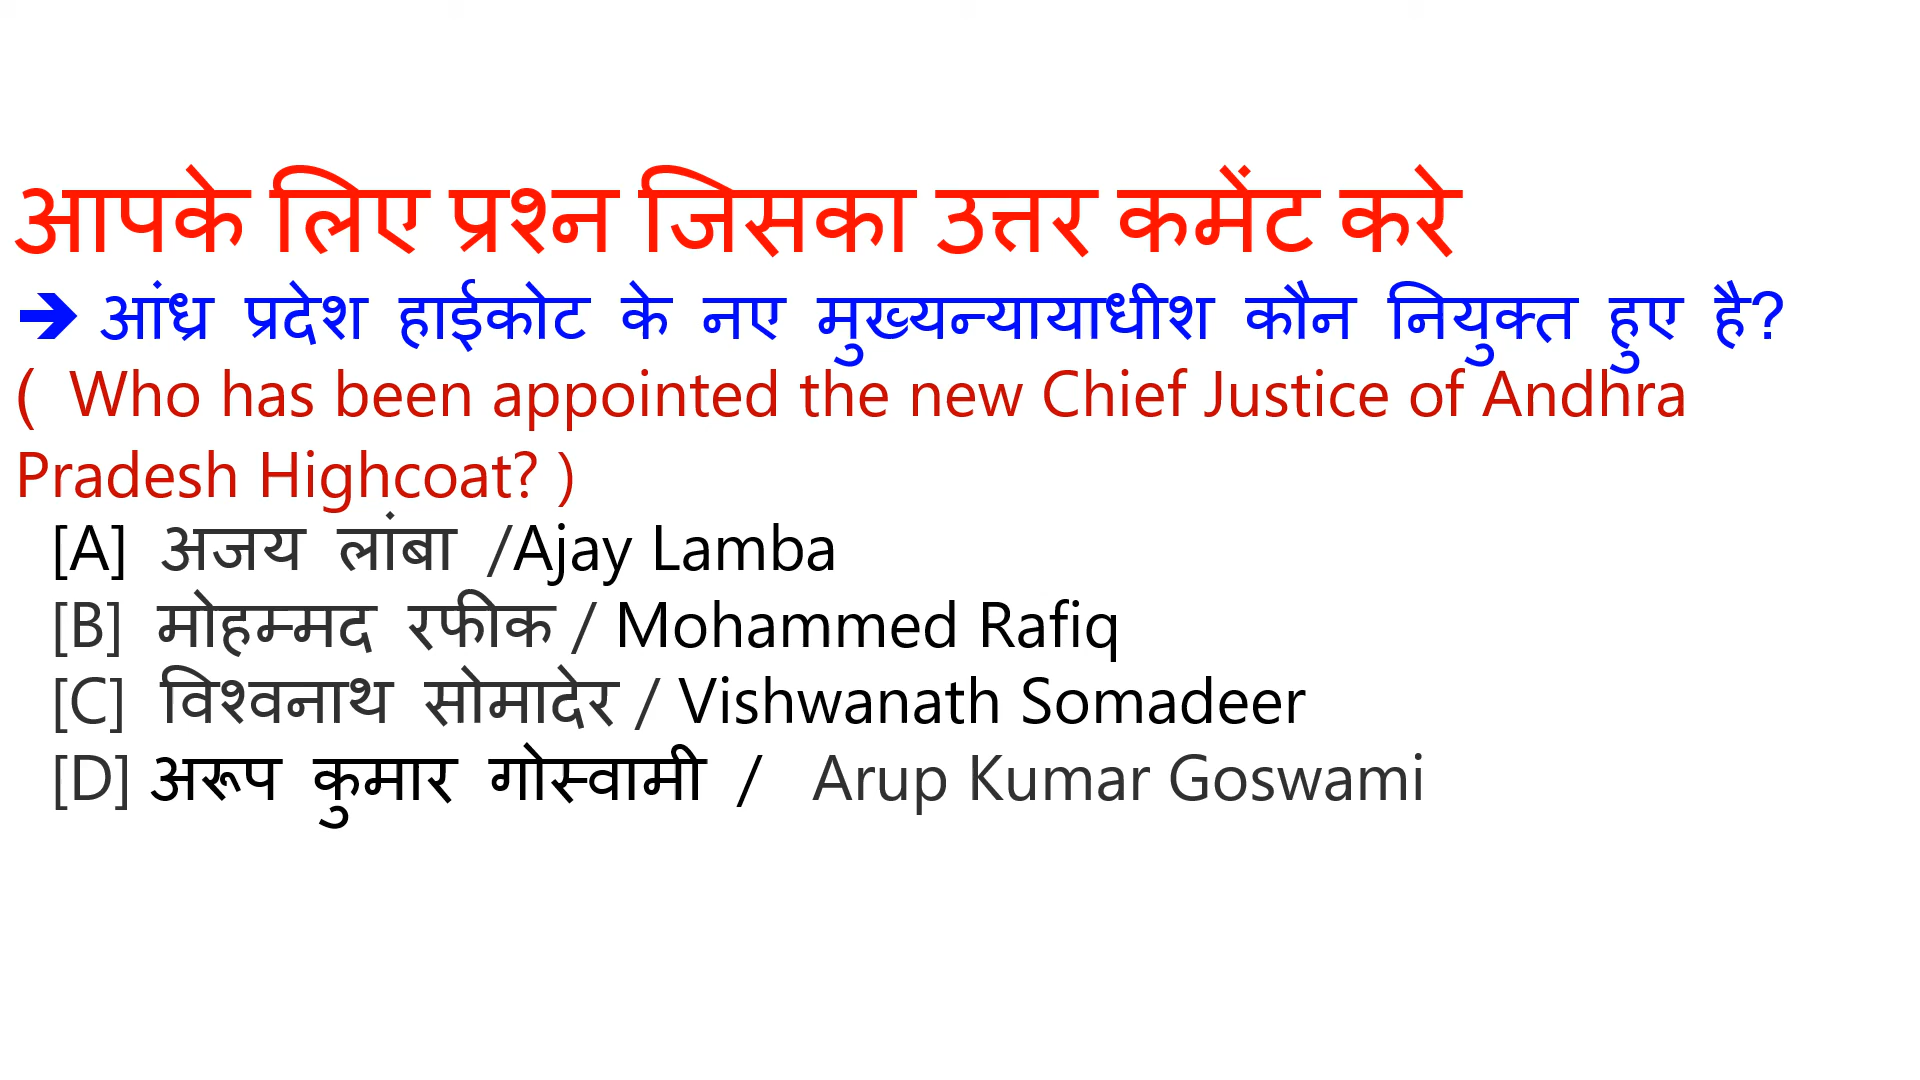 आपके लिए प्रश्न जिसका उत्तर कमेंट करे
➔ आंध्र प्रदेश हाईकोट के नए मुख्यन्यायाधीश कौन नियुक्त हुए है?
( Who has been appointed the new Chief Justice of Andhra
Pradesh Highcoat? )
[A] अजय लांबा /Ajay Lamba
[B] मोहम्मद रफीक / Mohammed Rafiq
[C] विश्वनाथ सोमादेर / Vishwanath Somadeer
[D] अरूप कुमार गोस्वामी / Arup Kumar Goswami